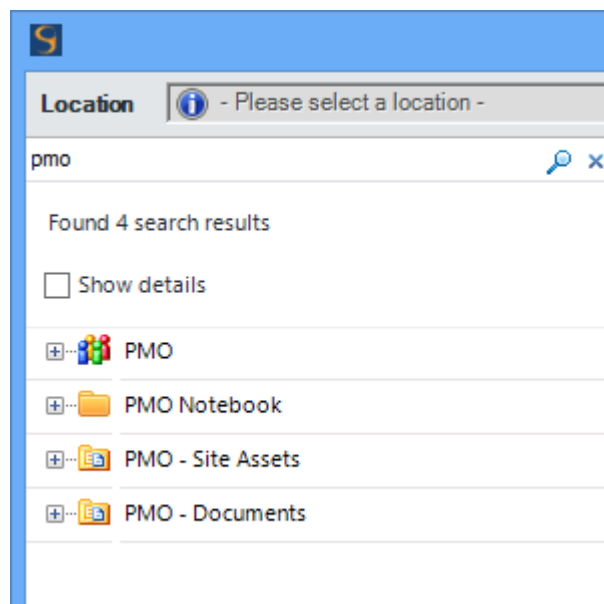 Location - Please select a location -
pmo
Found 4 search results
Show details
PMO
PMO Notebook
PMO - Site Assets
PMO - Documents